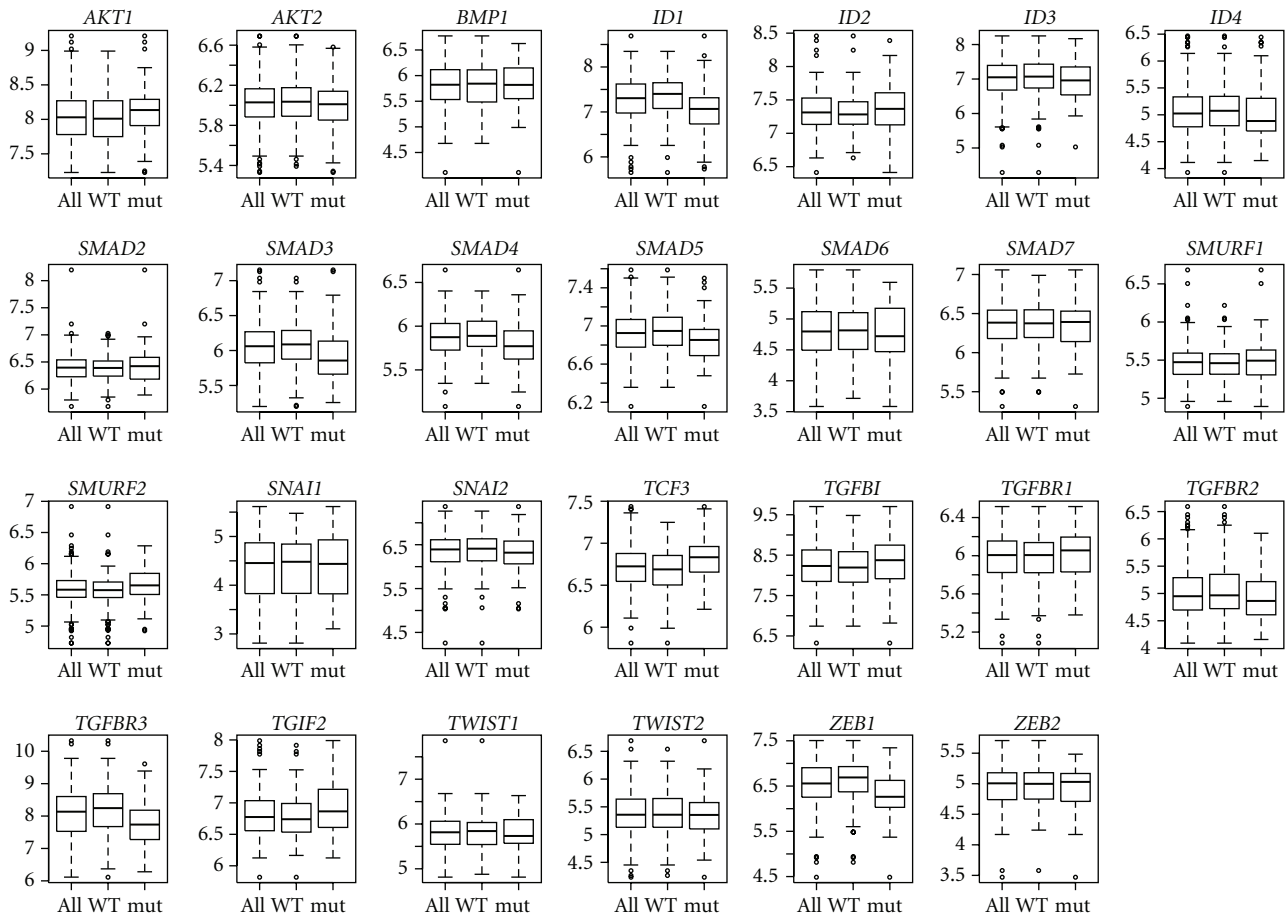 AKT1 AKT2 BMP1 ID1 ID2 ID3 ID4
9 8.5 8 7.5
6.6 6.2 5.8 5.4
6.5 6 5.5 5 4
8 7 6
8.5 8 7.5 7 6.5
8 7 6 5
6.5 6 5.5 5 4.5 4
All WT mut All WT mut All WT mut All WT mut All WT mut All WT mut All WT mut
SMAD2 SMAD3 SMAD4 SMAD5 SMAD6 SMAD7 SMURF1
8 7.5 7 6.5 6
7 6.5 6 5.5
6.5 6 5.5
7.4 7 6.6 6.2
5.5 5 4.5 4 3.5
7 6.5 6 5.5
6.5 6 5.5 5
All WT mut All WT mut All WT mut All WT mut All WT mut All WT mut All WT mut
SMURF2 SNAI1 SNAI2 TCF3 TGFBI TGFBR1 TGFBR2
7 6.5 6 5.5 5
5 4 3
7.5 6.5 5.5 4.5
7.5 7 6.5 6
9.5 8.5 7.5 6.5
6.4 6 5.6 5.2
6.5 6 5.5 5 4.5 4
All WT mut All WT mut All WT mut All WT mut All WT mut All WT mut All WT mut
TGFBR3 TGIF2 TWIST1 TWIST2 ZEB1 ZEB2
10 9 8 7 6
8 7.5 7 6.5 6
8 7 6 5
6.5 6 5.5 5 4.5
7.5 6.5 5.5 4.5
5.5 5 4.5 4 3.5
All WT mut All WT mut All WT mut All WT mut All WT mut All WT mut